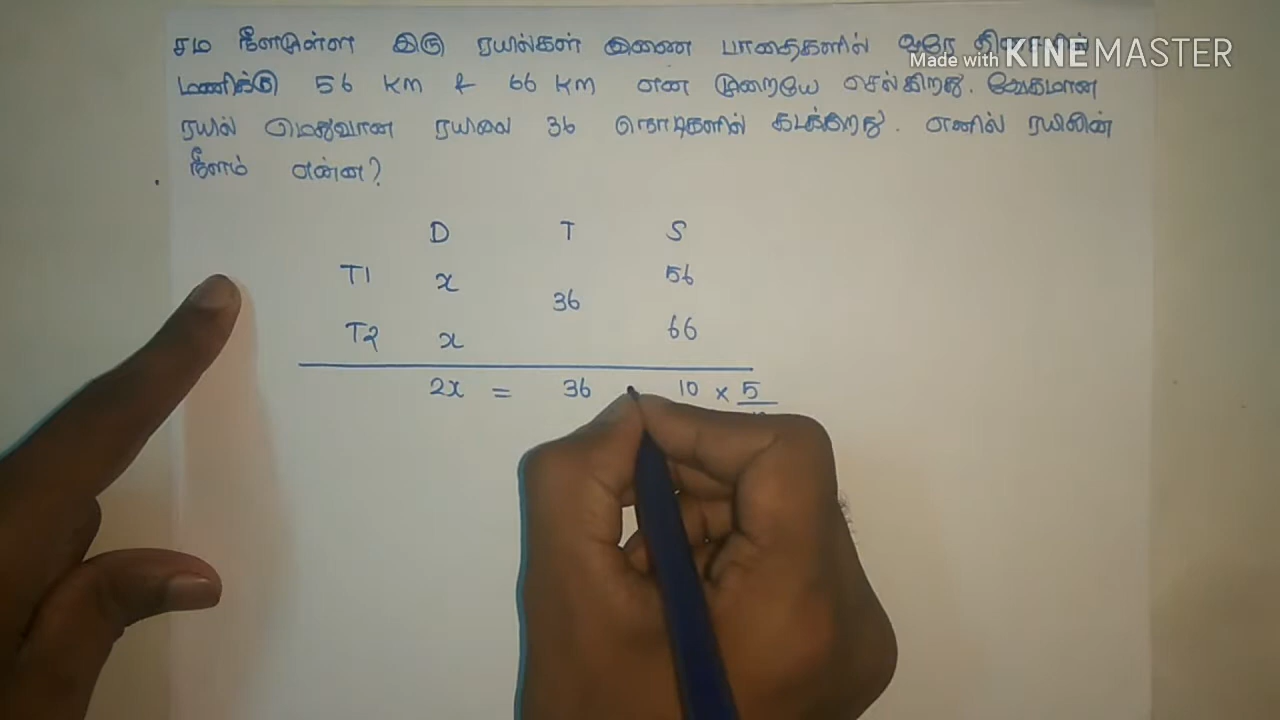 சம நீளமுள்ள இரு ரயில்கள் இணை பாதைகளில் ஒரே
Made with KINEMASTER
மணிக்கு 56 km & 66 km என முறையே செல்கிறது. வேகமான
ரயில் மெதுவான ரயிலை 36 நொடிகளில் கடக்கிறது. எனில் ரயிலின்
நீளம் என்ன?
D T S
T1 x 56
36
T2 x 66
2x = 36 10 × 5